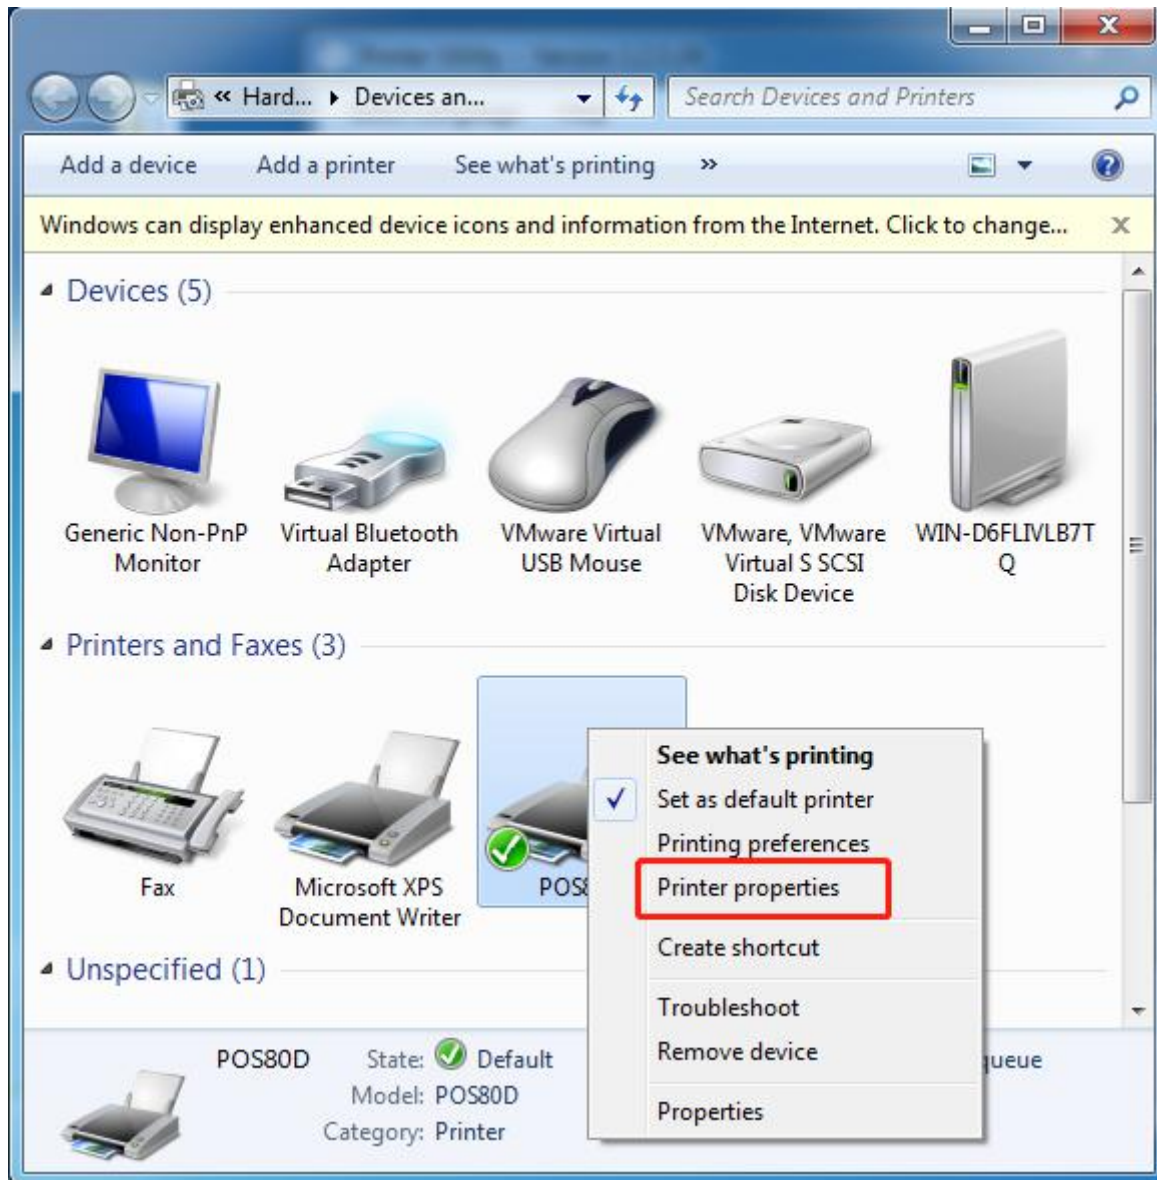 Hard... Devices an...
Search Devices and Printers
Add a device Add a printer See what's printing »
Windows can display enhanced device icons and information from the Internet. Click to change...
Devices (5)
Generic Non-PnP
Monitor
Virtual Bluetooth
Adapter
VMware Virtual
USB Mouse
VMware, VMware
Virtual S SCSI
Disk Device
WIN-D6FLIVLB7T
Q
Printers and Faxes (3)
Fax
Microsoft XPS
Document Writer
See what's printing
Set as default printer
Printing preferences
Printer properties
Create shortcut
Troubleshoot
Remove device
Properties
Unspecified (1)
POS80D State: Default
Model: POS80D
Category: Printer
queue